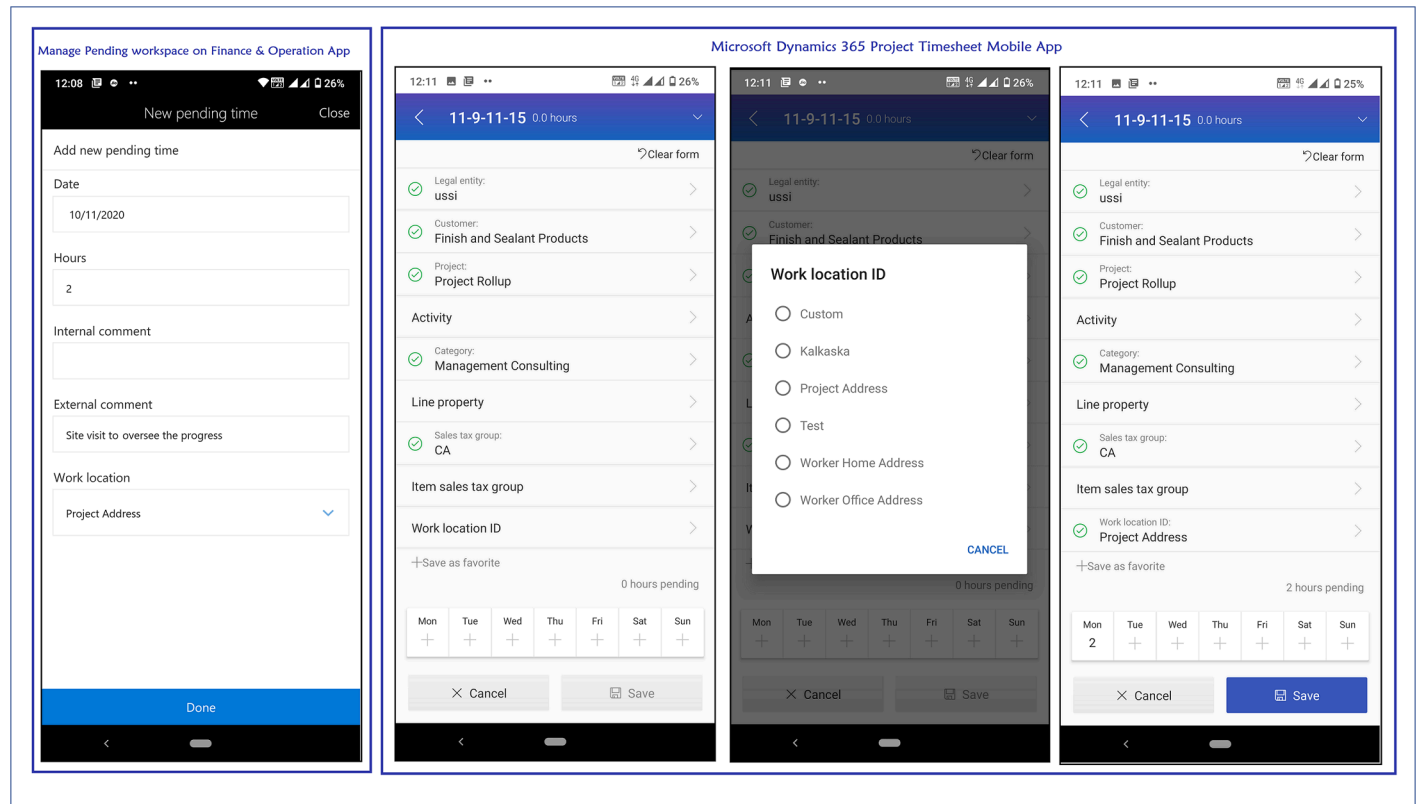 Manage Pending workspace on Finance & Operation App
12:08
26%
New pending time Close
Add new pending time
Date
10/11/2020
Hours
2
Internal comment
External comment
Site visit to oversee the progress
Work location
Project Address
Done
Microsoft Dynamics 365 Project Timesheet Mobile App
12:11 4G 26%
11-9-11-15 0.0 hours
Clear form
Legal entity:
ussi
Customer:
Finish and Sealant Products
Project:
Project Rollup
Activity
Category:
Management Consulting
Line property
Sales tax group:
CA
Item sales tax group
Work location ID
+Save as favorite
0 hours pending
Mon Tue Wed Thu Fri Sat Sun
+ + + + + + +
Cancel Save
12:11 4G 26%
11-9-11-15 0.0 hours
Clear form
Legal entity:
ussi
Customer:
Finish and Sealant Products
Work location ID
Custom
Kalkaska
Project Address
Test
Worker Home Address
Worker Office Address
CANCEL
0 hours pending
Mon Tue Wed Thu Fri Sat Sun
+ + + + + + +
Cancel Save
12:11 4G 25%
11-9-11-15 0.0 hours
Clear form
Legal entity:
ussi
Customer:
Finish and Sealant Products
Project:
Project Rollup
Activity
Category:
Management Consulting
Line property
Sales tax group:
CA
Item sales tax group
Work location ID:
Project Address
+Save as favorite
2 hours pending
Mon Tue Wed Thu Fri Sat Sun
2 + + + + + +
Cancel Save